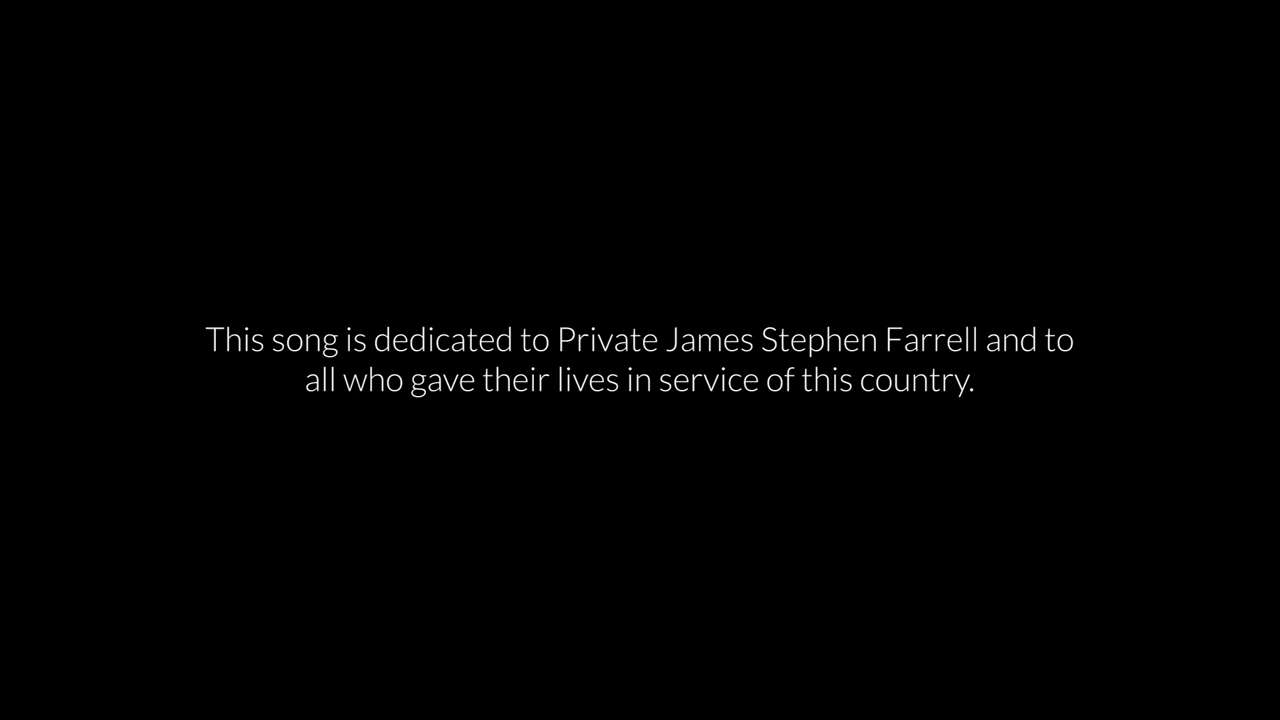 This song is dedicated to Private James Stephen Farrell and to
all who gave their lives in service of this country.